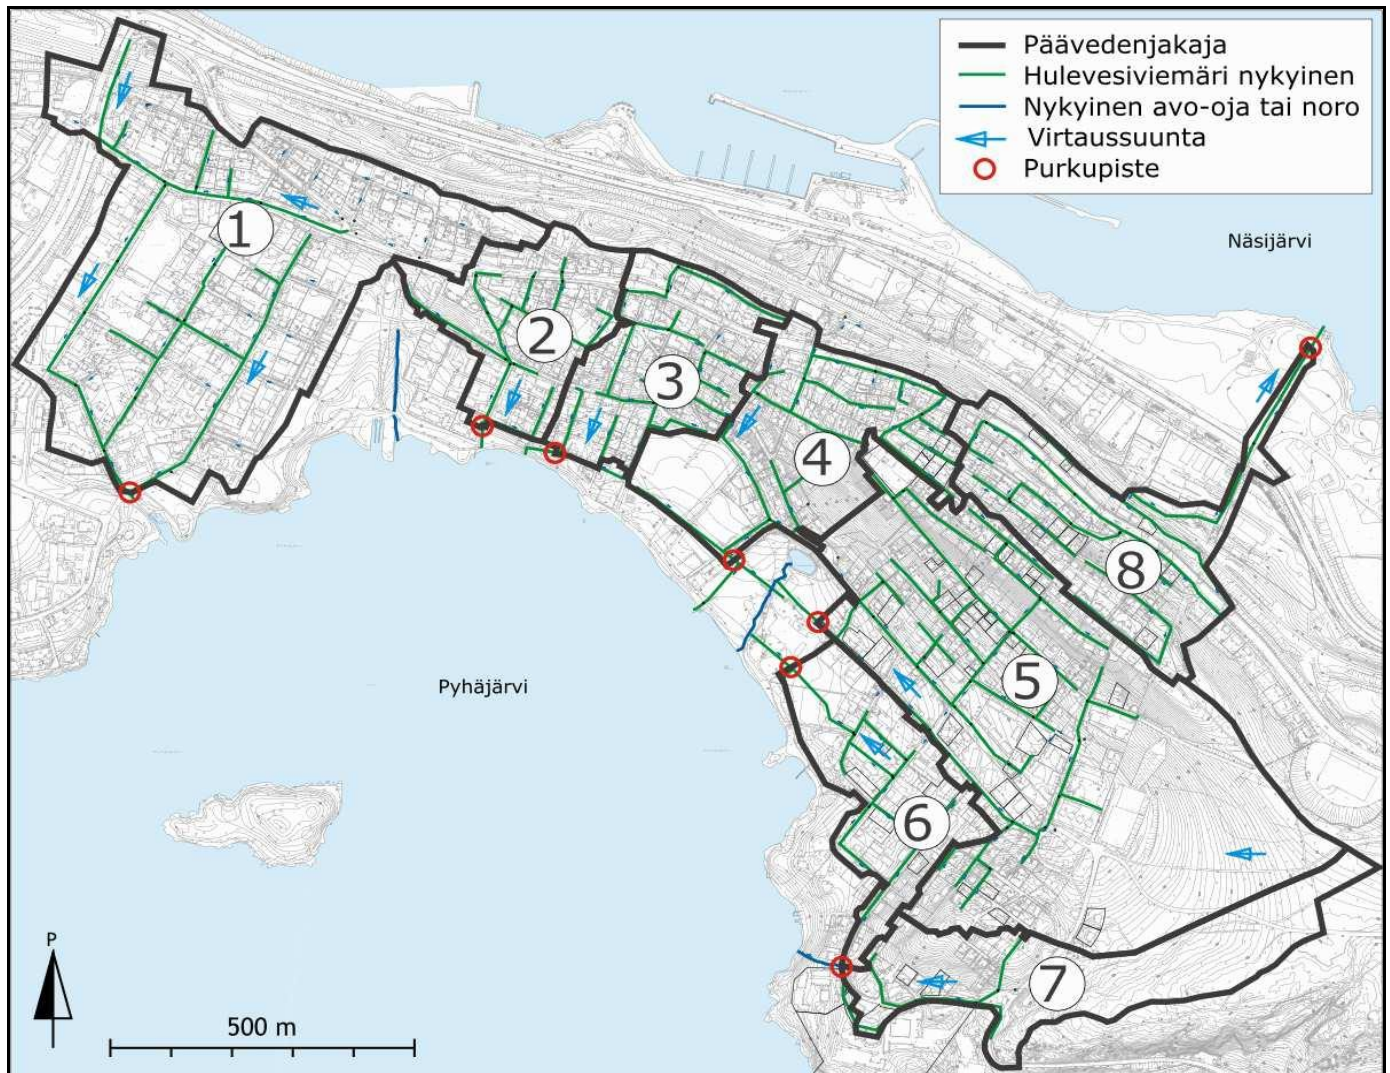 Päävedenjakaja
Hulevesiviemäri nykyinen
Nykyinen avo-oja tai noro
Virtaussuunta
Purkupiste
Näsijärvi
1
2
3
4
8
5
Pyhäjärvi
6
7
P
500 m